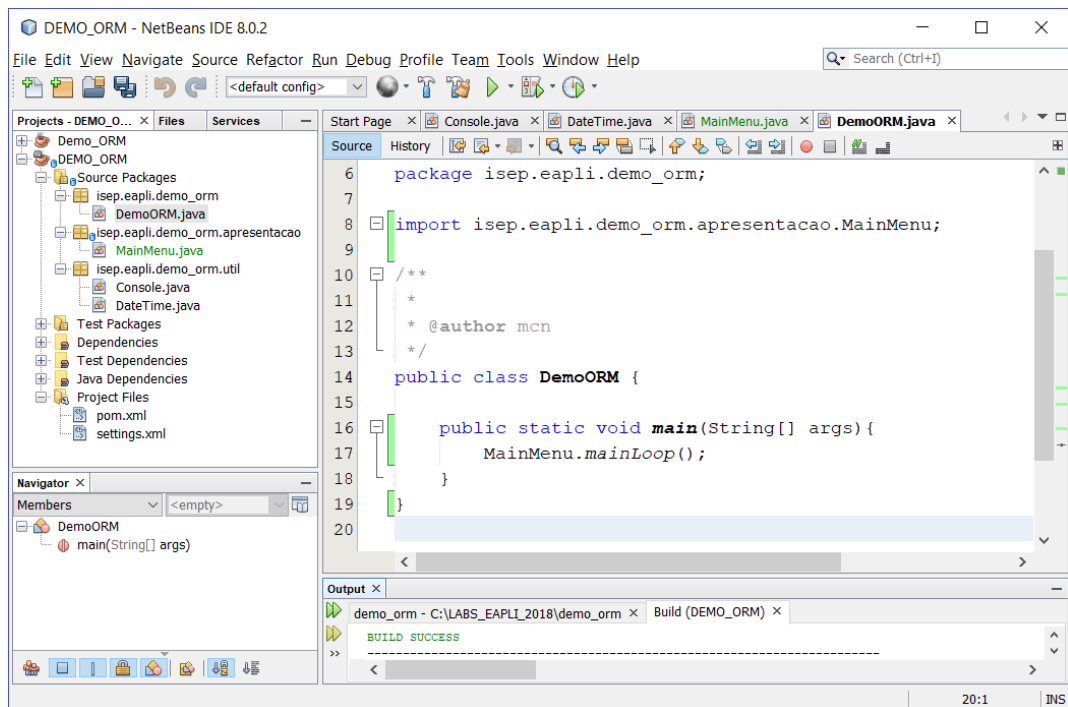 DEMO_ORM - NetBeans IDE 8.0.2
File Edit View Navigate Source Refactor Run Debug Profile Team Tools Window Help
Search (Ctrl+I)
<default config>
Projects - DEMO_O... × Files Services
Demo_ORM
DEMO_ORM
Source Packages
isep.eapli.demo_orm
DemoORM.java
isep.eapli.demo_orm.apresentacao
MainMenu.java
isep.eapli.demo_orm.util
Console.java
DateTime.java
Test Packages
Dependencies
Test Dependencies
Java Dependencies
Project Files
pom.xml
settings.xml
Navigator ×
Members <empty>
DemoORM
main(String[] args)
Start Page × Console.java × DateTime.java × MainMenu.java × DemoORM.java ×
Source History
6 package isep.eapli.demo_orm;
7
8 import isep.eapli.demo_orm.apresentacao.MainMenu;
9
10 /**
11 *
12 * @author mcn
13 */
14 public class DemoORM {
15
16 public static void main(String[] args){
17 MainMenu.mainLoop();
18 }
19 }
20
Output ×
demo_orm - C:\LABS_EAPLI_2018\demo_orm × Build (DEMO_ORM) ×
BUILD SUCCESS
------------------------------------------------------------------------
20:1 INS